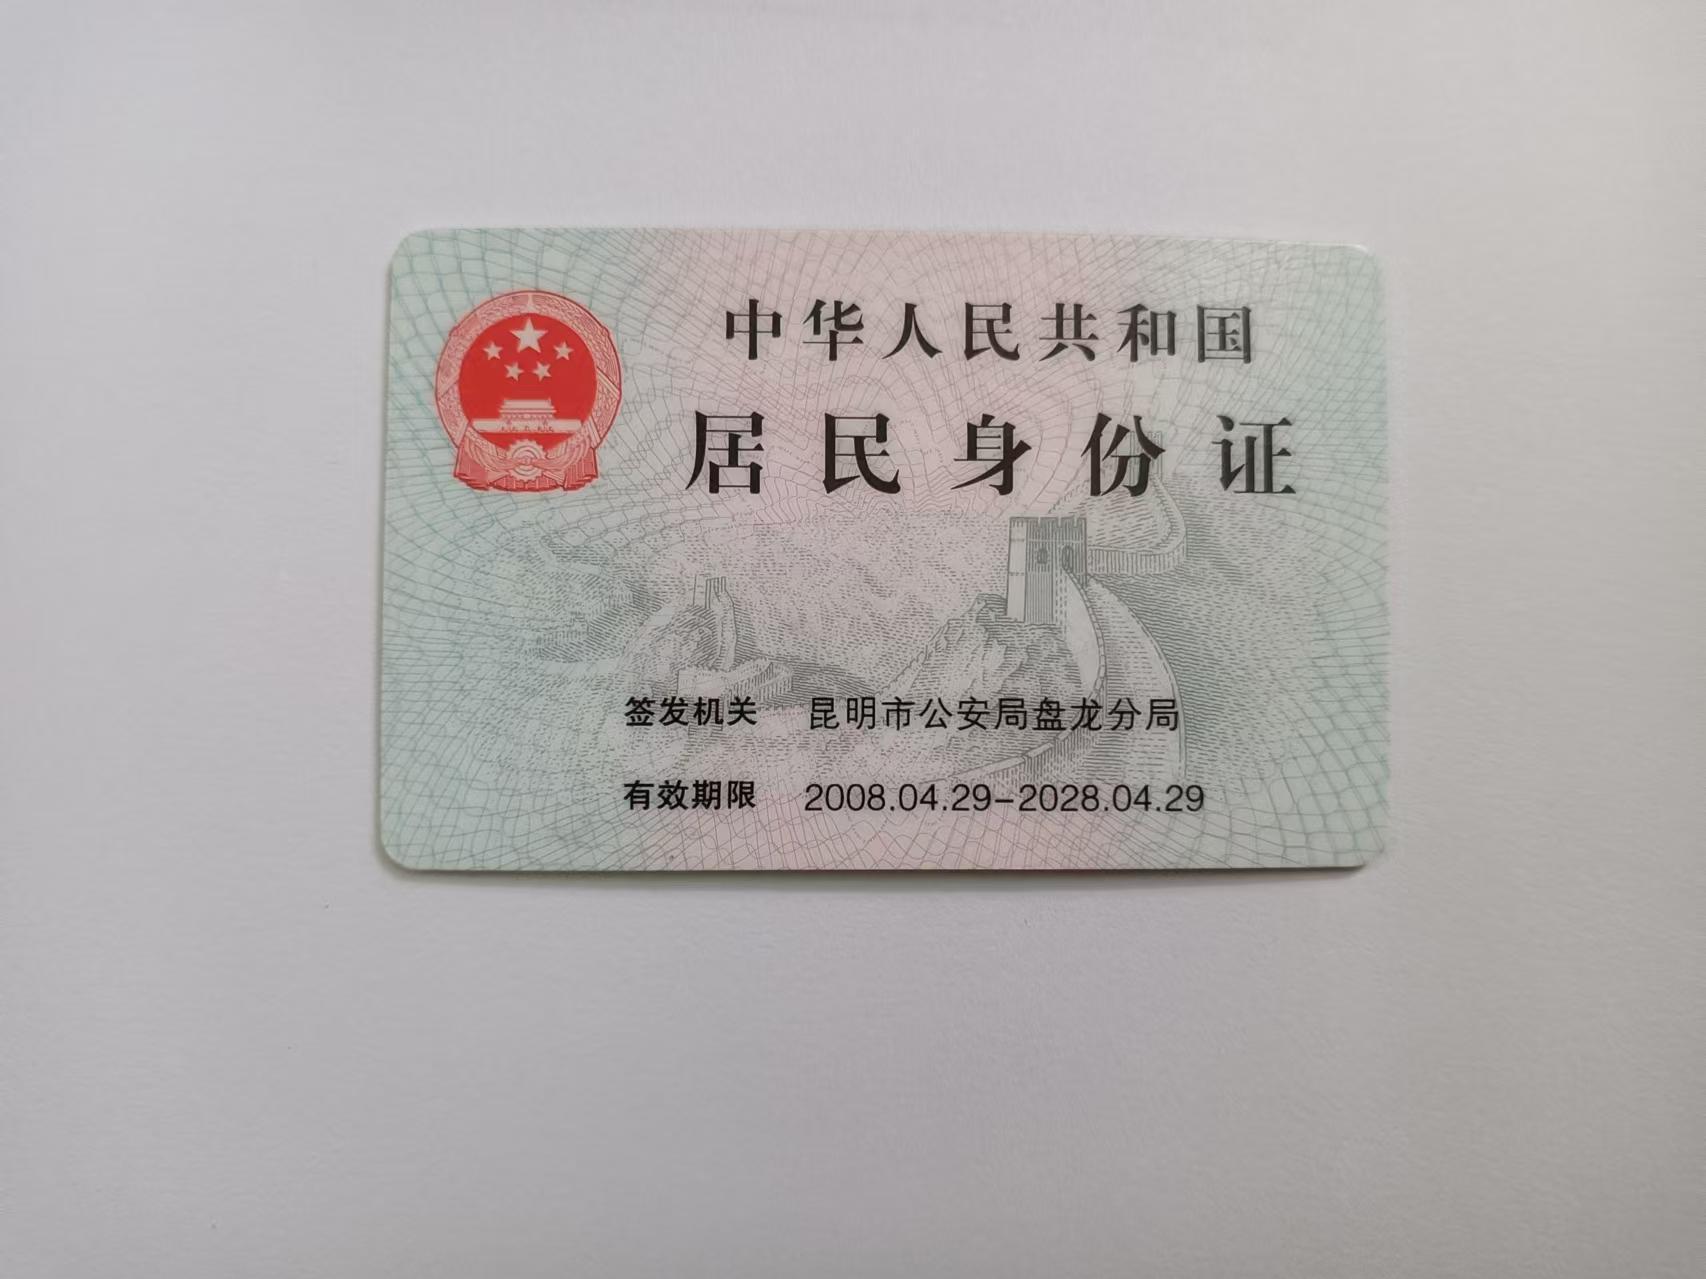 中华人民共和国
居民身份证
签发机关 昆明市公安局盘龙分局
有效期限 2008.04.29-2028.04.29